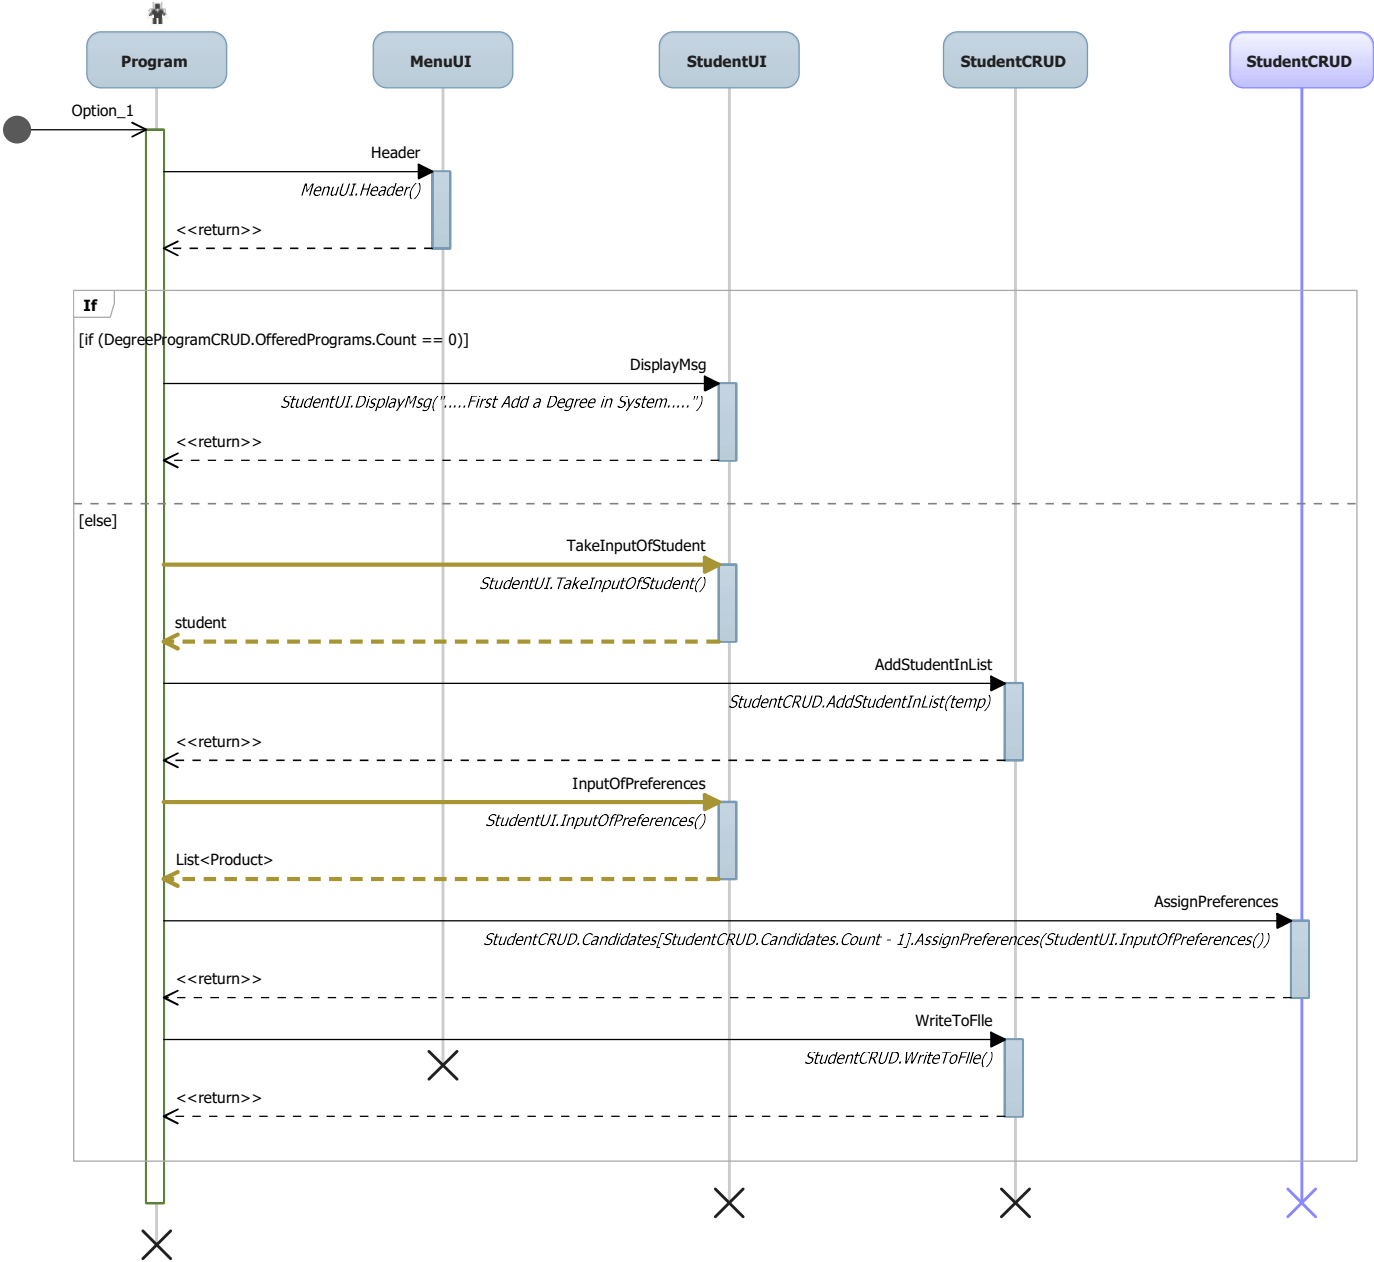 Program
MenuUI
StudentUI
StudentCRUD
StudentCRUD
Option_1
Header
MenuUI.Header()
<<return>>
If
[if (DegreeProgramCRUD.OfferedPrograms.Count == 0)]
DisplayMsg
StudentUI.DisplayMsg(".....First Add a Degree in System.....")
<<return>>
[else]
TakeInputOfStudent
StudentUI.TakeInputOfStudent()
student
AddStudentInList
StudentCRUD.AddStudentInList(temp)
<<return>>
InputOfPreferences
StudentUI.InputOfPreferences()
List<Product>
AssignPreferences
StudentCRUD.Candidates[StudentCRUD.Candidates.Count - 1].AssignPreferences(StudentUI.InputOfPreferences())
<<return>>
WriteToFIle
StudentCRUD.WriteToFIle()
<<return>>